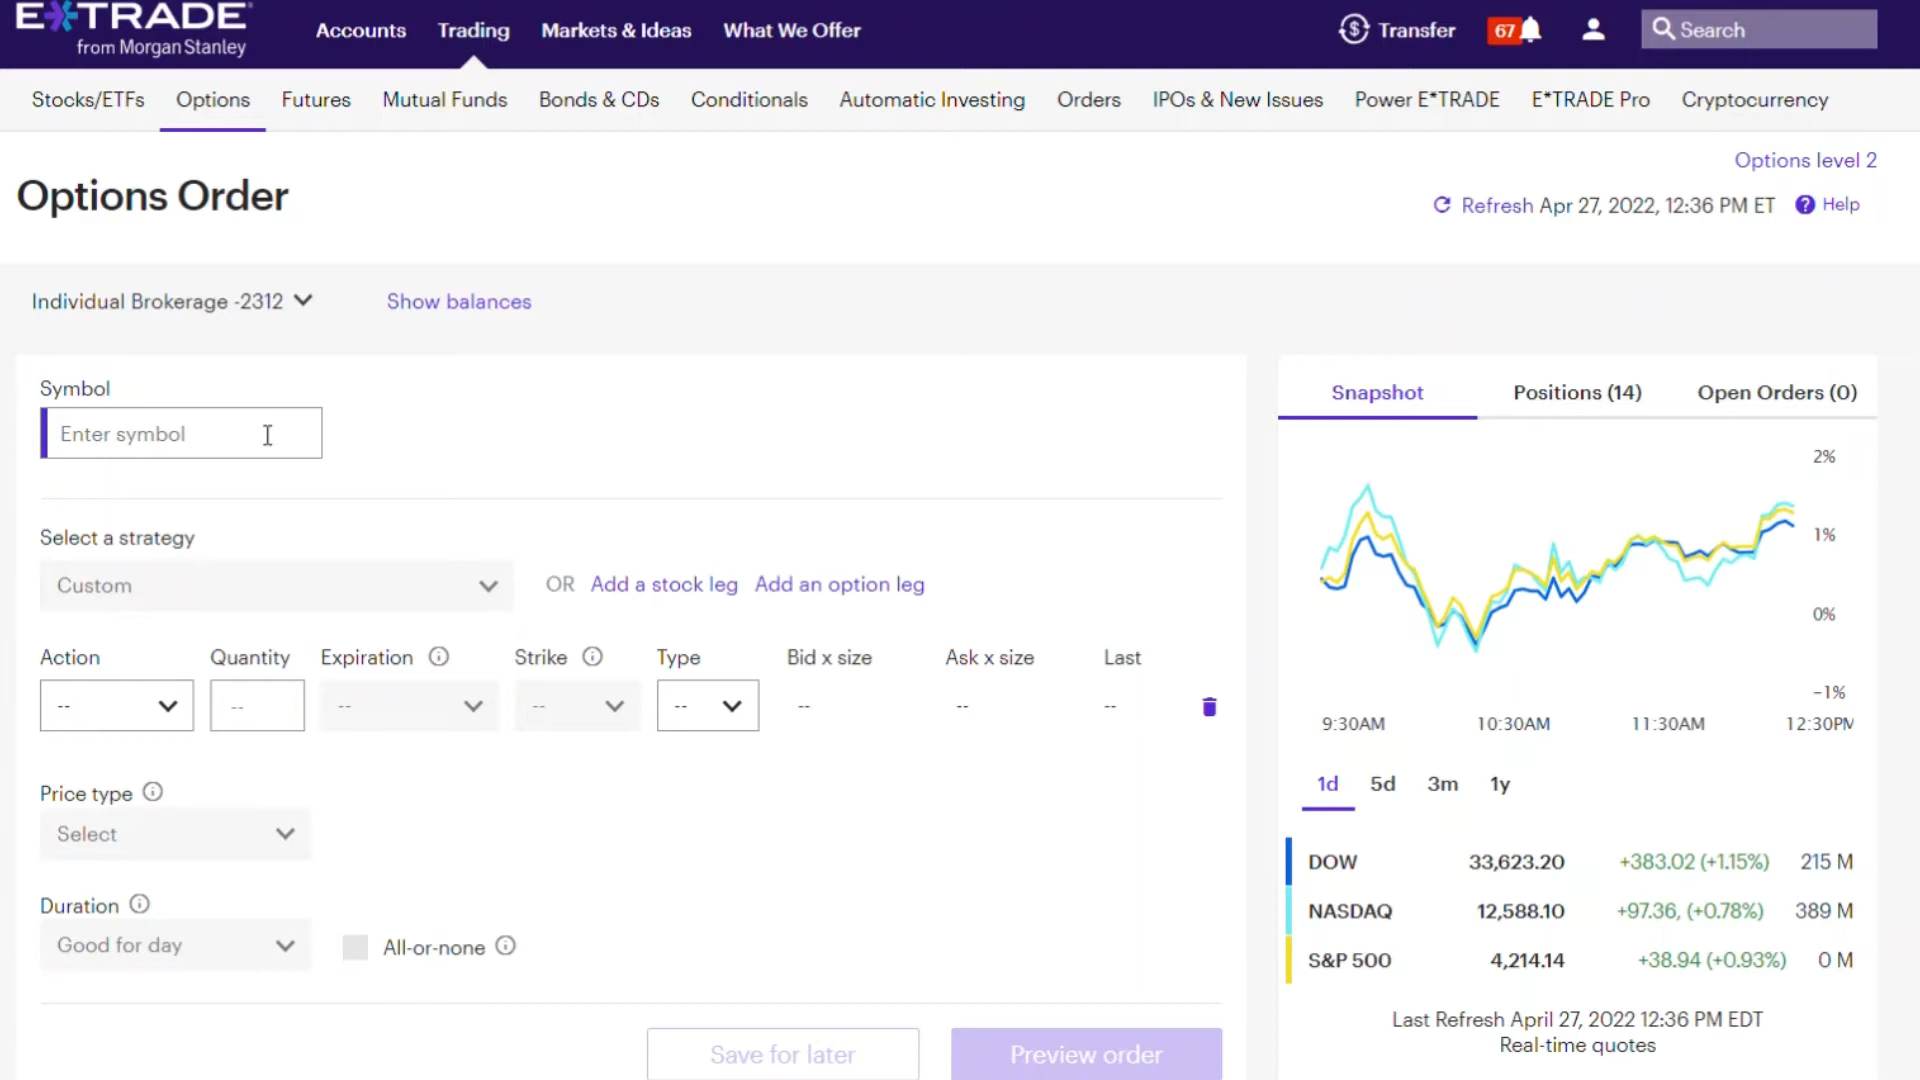 E*TRADE
from Morgan Stanley
Accounts Trading Markets & Ideas What We Offer
Transfer 67 Search
Stocks/ETFs Options Futures Mutual Funds Bonds & CDs Conditionals Automatic Investing Orders IPOs & New Issues Power E*TRADE E*TRADE Pro Cryptocurrency
Options level 2
Options Order
Refresh Apr 27, 2022, 12:36 PM ET ? Help
Individual Brokerage -2312 Show balances
Symbol
Enter symbol
Select a strategy
Custom OR Add a stock leg Add an option leg
Action Quantity Expiration Strike Type Bid x size Ask x size Last
-- -- -- -- -- -- -- --
Price type
Select
Duration
Good for day All-or-none
Save for later Preview order
Snapshot Positions (14) Open Orders (0)
2%
1%
0%
-1%
9:30AM 10:30AM 11:30AM 12:30PM
1d 5d 3m 1y
DOW 33,623.20 +383.02 (+1.15%) 215 M
NASDAQ 12,588.10 +97.36, (+0.78%) 389 M
S&P 500 4,214.14 +38.94 (+0.93%) 0 M
Last Refresh April 27, 2022 12:36 PM EDT
Real-time quotes